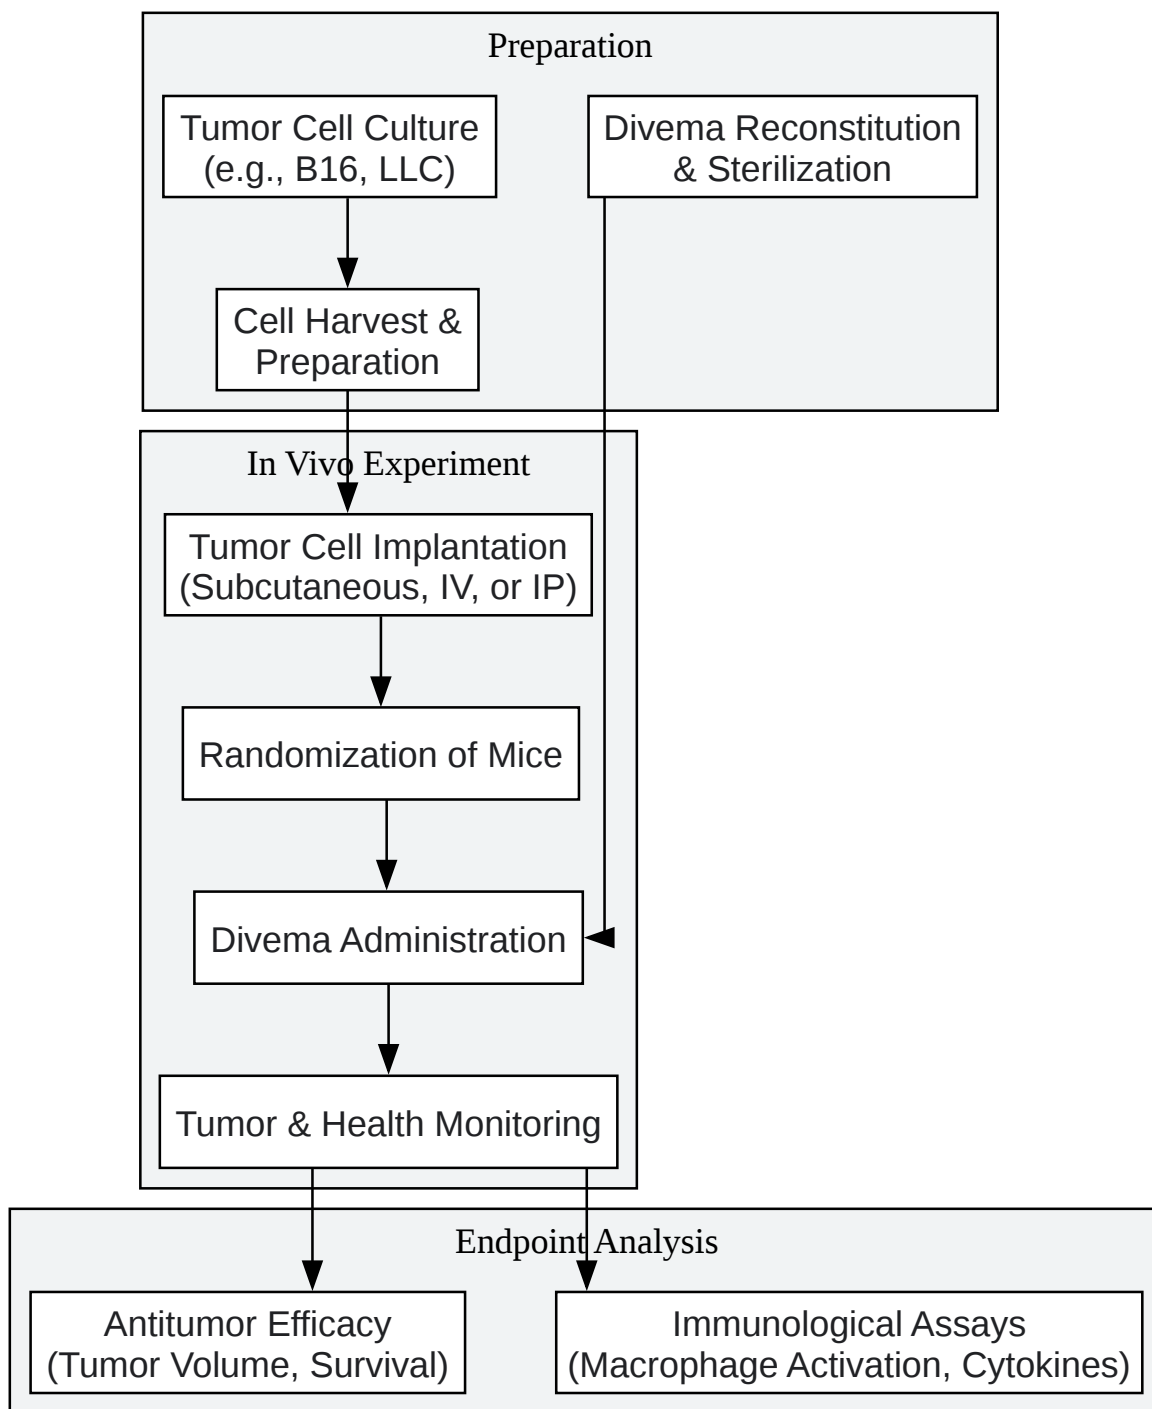 Preparation
Tumor Cell Culture
(e.g., B16, LLC)
Divema Reconstitution
& Sterilization
Cell Harvest &
Preparation
In Vivo Experiment
Tumor Cell Implantation
(Subcutaneous, IV, or IP)
Randomization of Mice
Divema Administration
Tumor & Health Monitoring
Endpoint Analysis
Antitumor Efficacy
(Tumor Volume, Survival)
Immunological Assays
(Macrophage Activation, Cytokines)